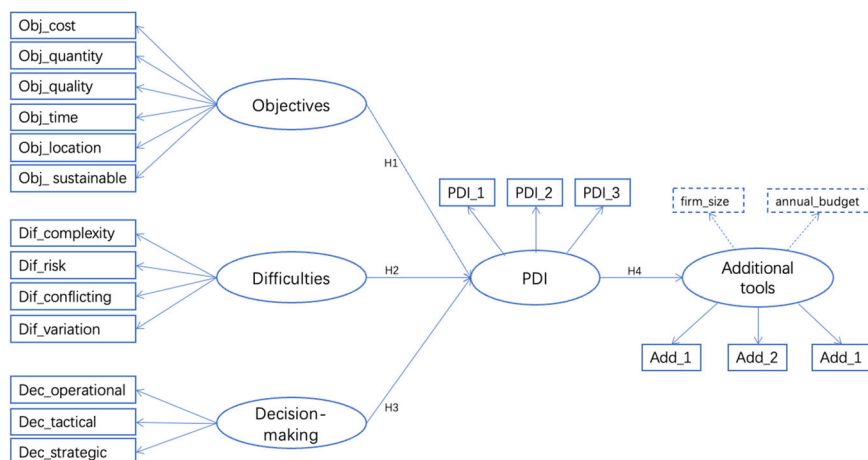 Obj_cost
Obj_quantity
Obj_quality
Obj_time
Obj_location
Obj_ sustainable
Objectives
H1
Dif_complexity
Dif_risk
Dif_conflicting
Dif_variation
Difficulties
H2
Dec_operational
Dec_tactical
Dec_strategic
Decision-
making
H3
PDI_1
PDI_2
PDI_3
PDI
H4
firm_size
annual_budget
Additional
tools
Add_1
Add_2
Add_1